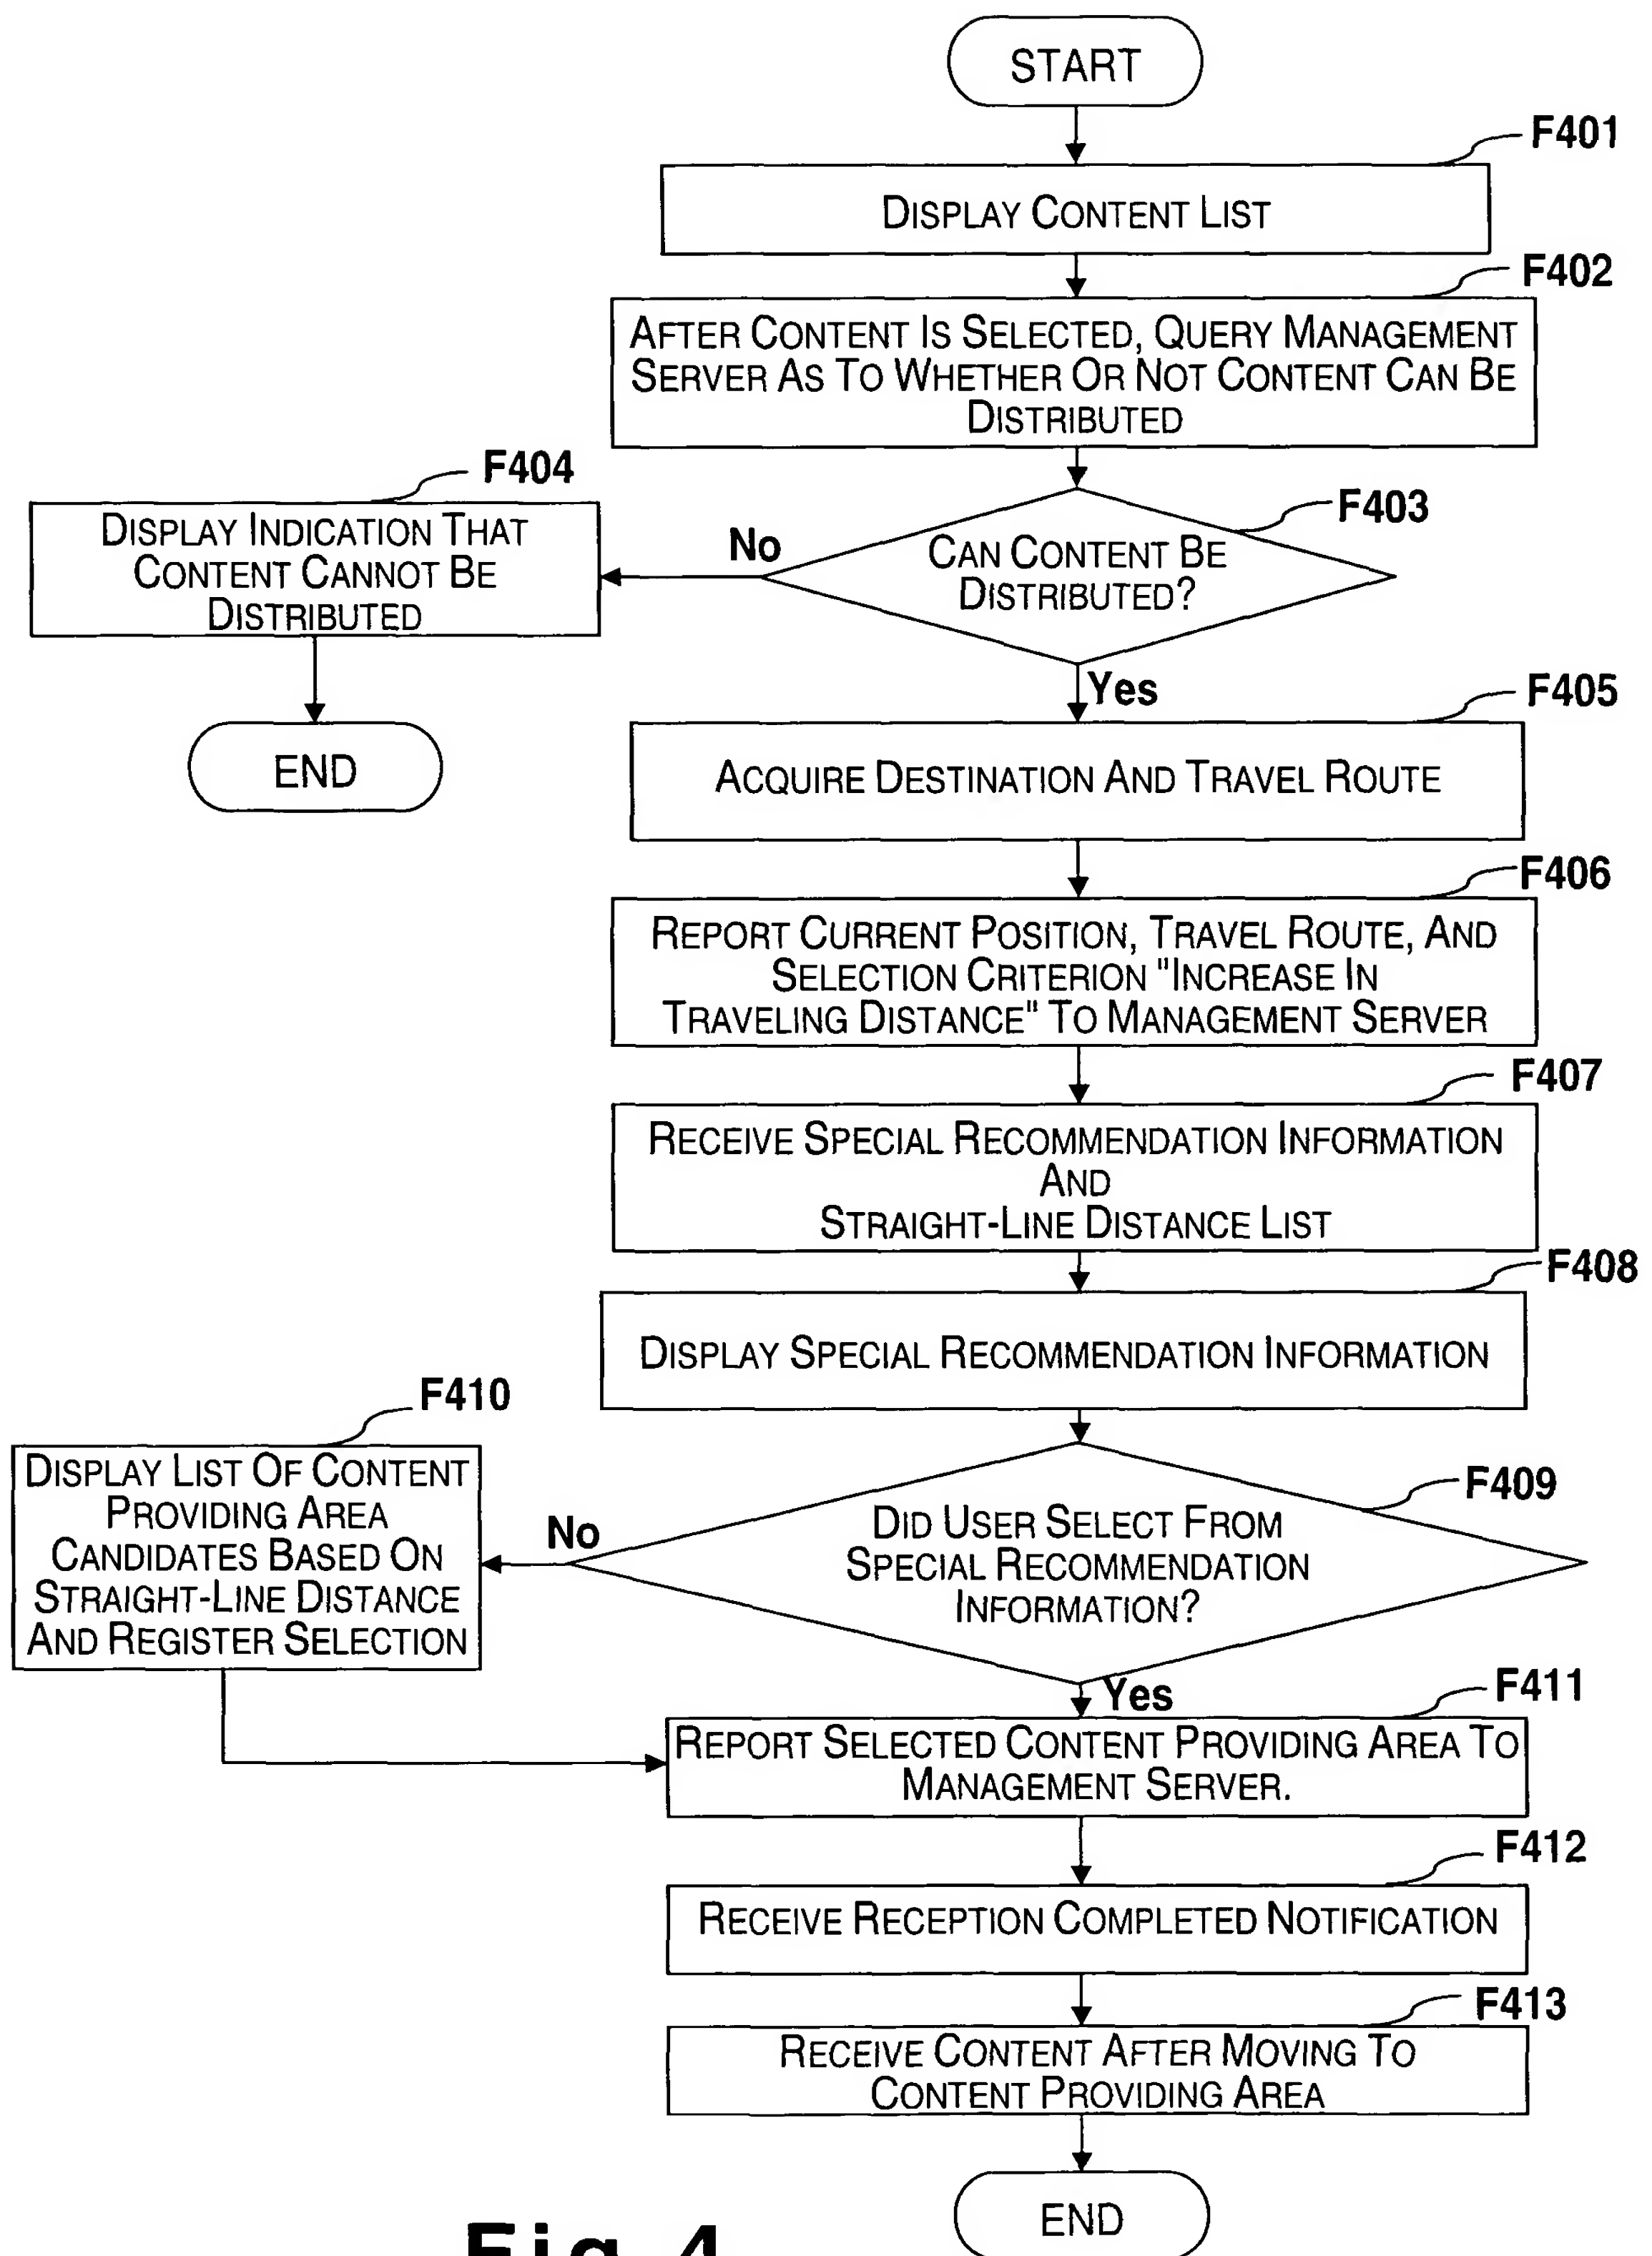 START
F401
DISPLAY CONTENT LIST
F402
AFTER CONTENT IS SELECTED, QUERY MANAGEMENT
SERVER AS TO WHETHER OR NOT CONTENT CAN BE
DISTRIBUTED
F404
DISPLAY INDICATION THAT
CONTENT CANNOT BE
DISTRIBUTED
END
F403
No
CAN CONTENT BE
DISTRIBUTED?
Yes
F405
ACQUIRE DESTINATION AND TRAVEL ROUTE
F406
REPORT CURRENT POSITION, TRAVEL ROUTE, AND
SELECTION CRITERION "INCREASE IN
TRAVELING DISTANCE" TO MANAGEMENT SERVER
F407
RECEIVE SPECIAL RECOMMENDATION INFORMATION
AND
STRAIGHT-LINE DISTANCE LIST
F408
DISPLAY SPECIAL RECOMMENDATION INFORMATION
F410
DISPLAY LIST OF CONTENT
PROVIDING AREA
CANDIDATES BASED ON
STRAIGHT-LINE DISTANCE
AND REGISTER SELECTION
F409
No
DID USER SELECT FROM
SPECIAL RECOMMENDATION
INFORMATION?
Yes
F411
REPORT SELECTED CONTENT PROVIDING AREA TO
MANAGEMENT SERVER.
F412
RECEIVE RECEPTION COMPLETED NOTIFICATION
F413
RECEIVE CONTENT AFTER MOVING TO
CONTENT PROVIDING AREA
END
Fig 4